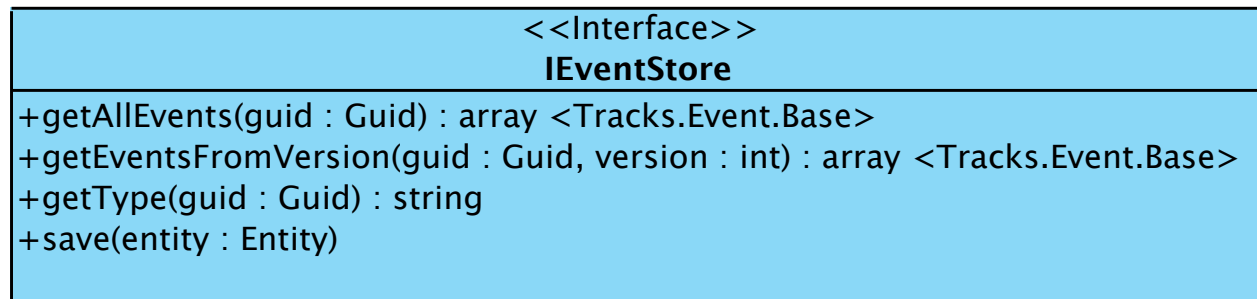 <<Interface>>
IEventStore
+getAllEvents(guid : Guid) : array <Tracks.Event.Base>
+getEventsFromVersion(guid : Guid, version : int) : array <Tracks.Event.Base>
+getType(guid : Guid) : string
+save(entity : Entity)